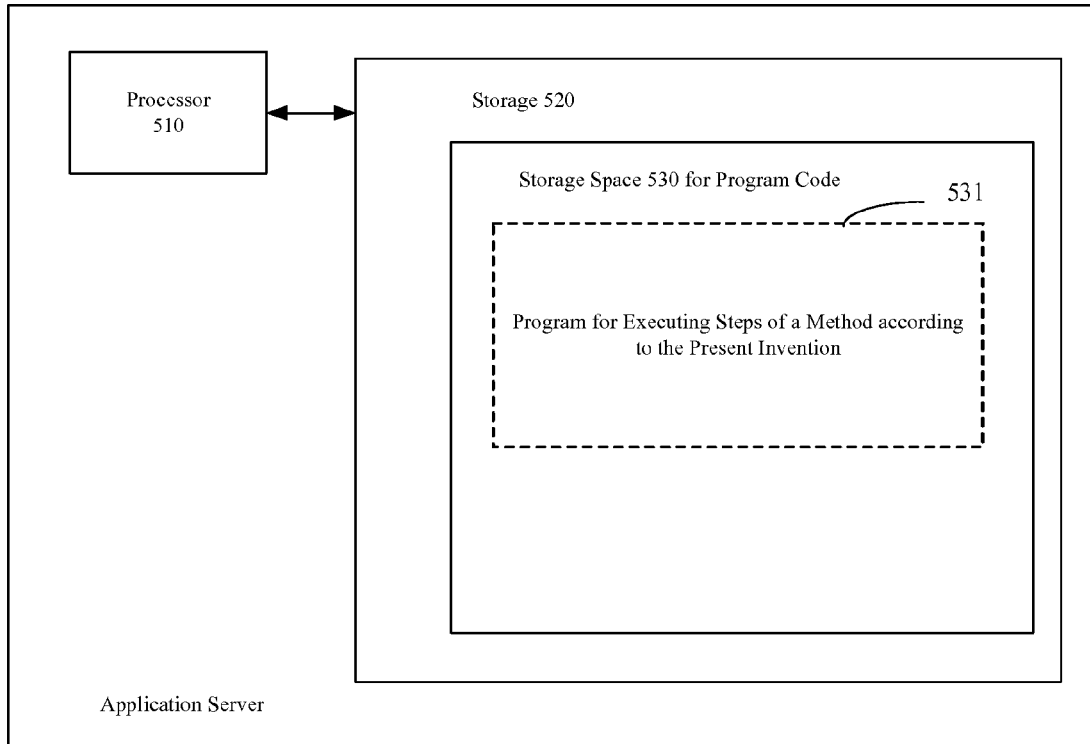 Processor
510
Storage 520
Storage Space 530 for Program Code
531
Program for Executing Steps of a Method according
to the Present Invention
Application Server